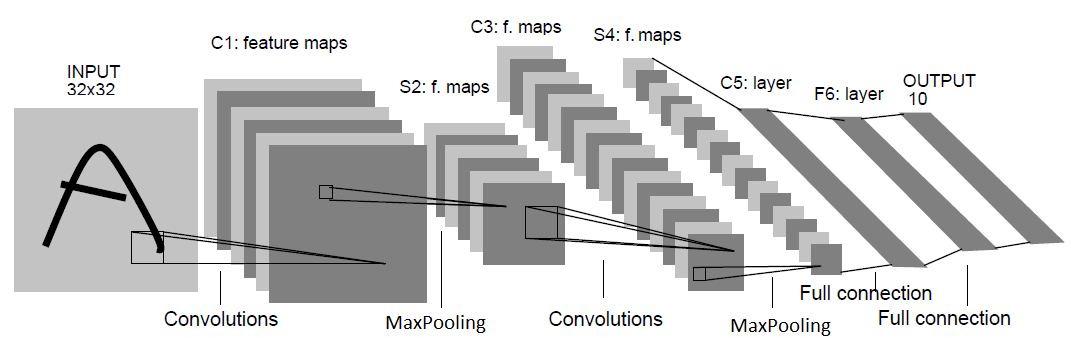 INPUT
32x32
C1: feature maps
S2: f. maps
C3: f. maps
S4: f. maps
C5: layer
F6: layer
OUTPUT
10
A
Convolutions
MaxPooling
Convolutions
MaxPooling
Full connection
Full connection